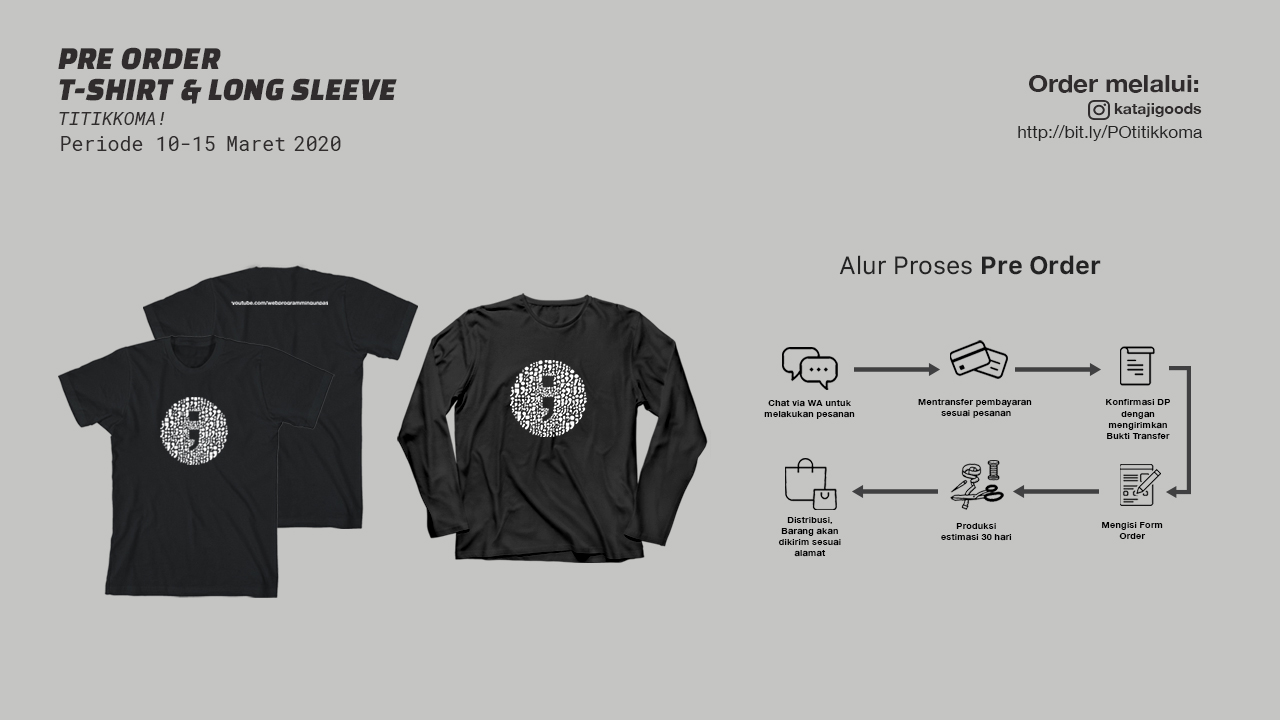 PRE ORDER
T-SHIRT & LONG SLEEVE
TITIKKOMA!
Periode 10-15 Maret 2020
Order melalui:
katajigoods
http://bit.ly/POtitikkoma
youtube.com/webprogrammingunpas
;
;
Alur Proses Pre Order
Chat via WA untuk
melakukan pesanan
Mentransfer pembayaran
sesuai pesanan
Konfirmasi DP
dengan
mengirimkan
Bukti Transfer
Mengisi Form
Order
Produksi
estimasi 30 hari
Distribusi,
Barang akan
dikirim sesuai
alamat